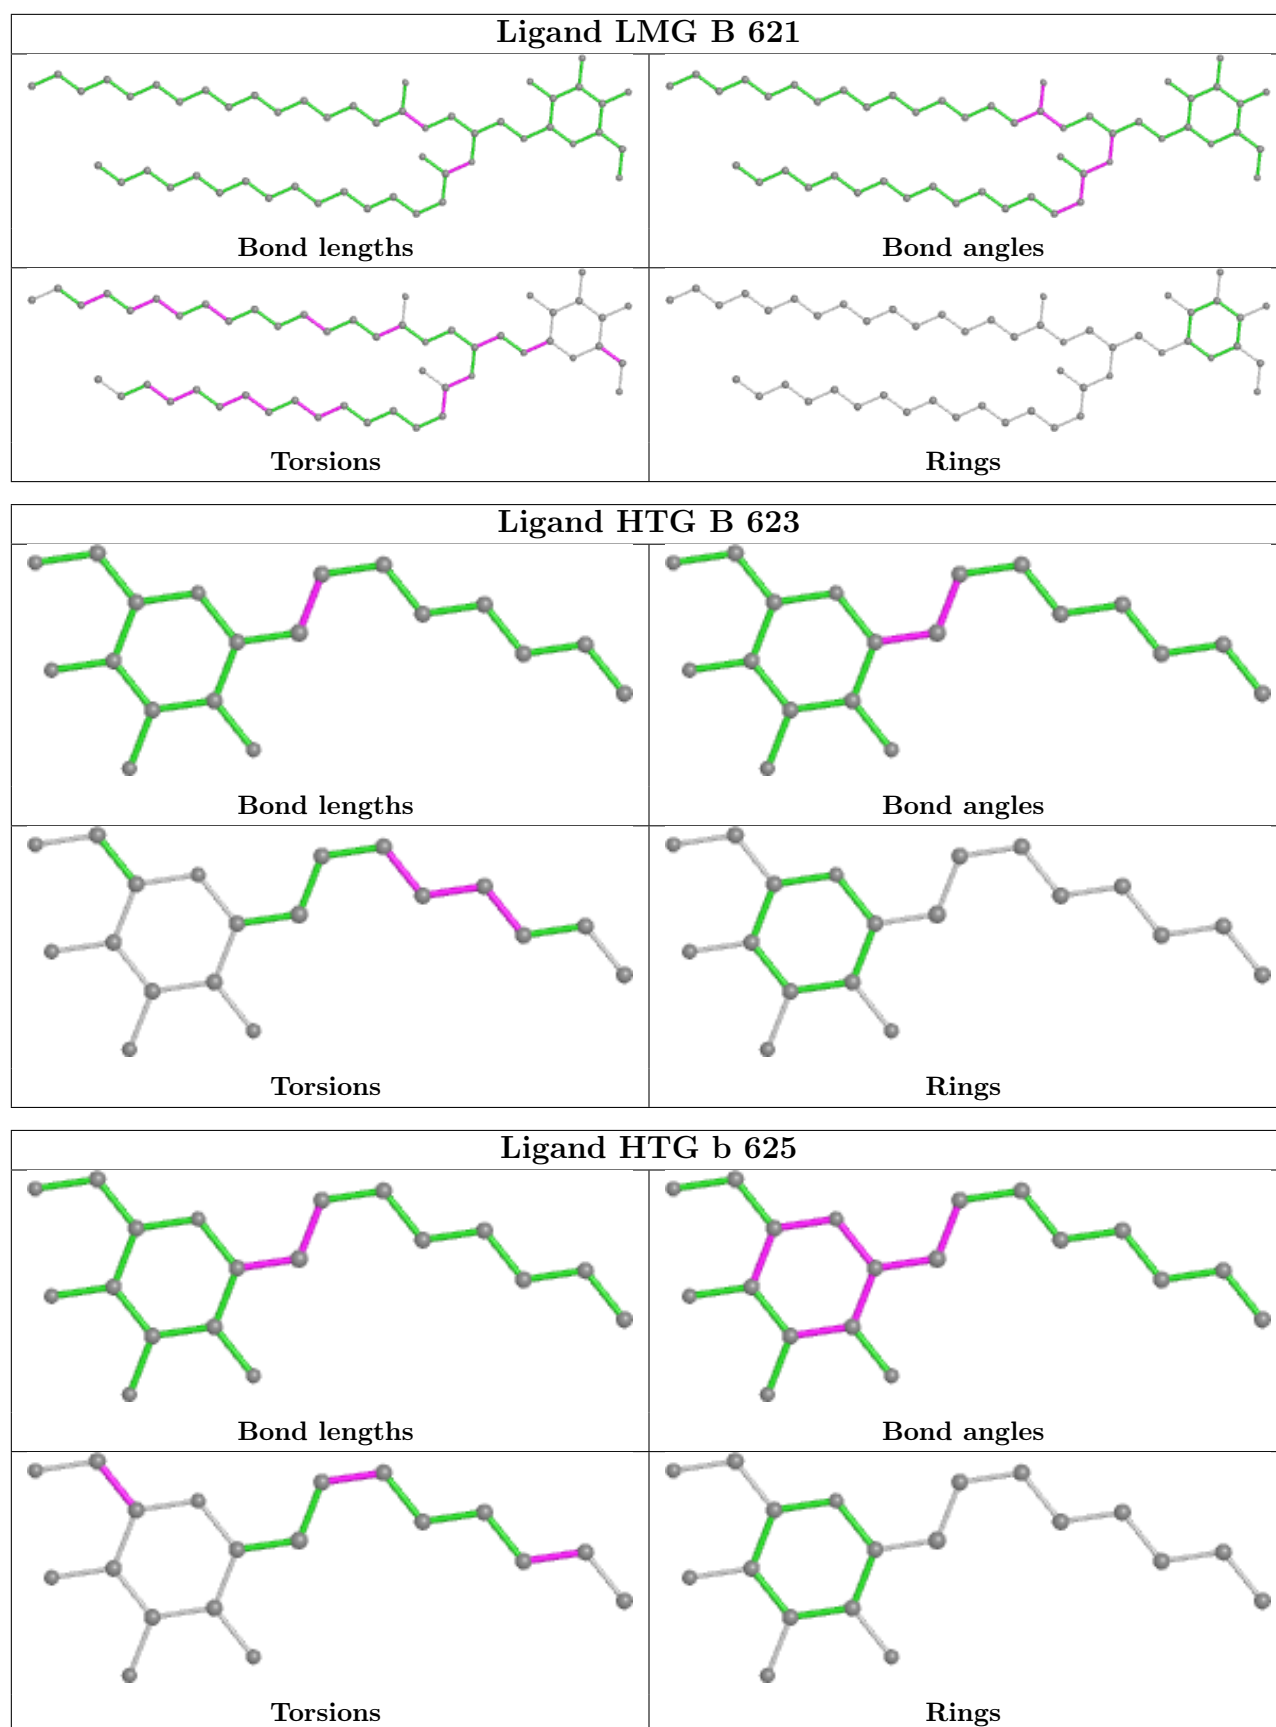 Ligand LMG B 621
Bond lengths
Bond angles
Torsions
Rings
Ligand HTG B 623
Bond lengths
Bond angles
Torsions
Rings
Ligand HTG b 625
Bond lengths
Bond angles
Torsions
Rings